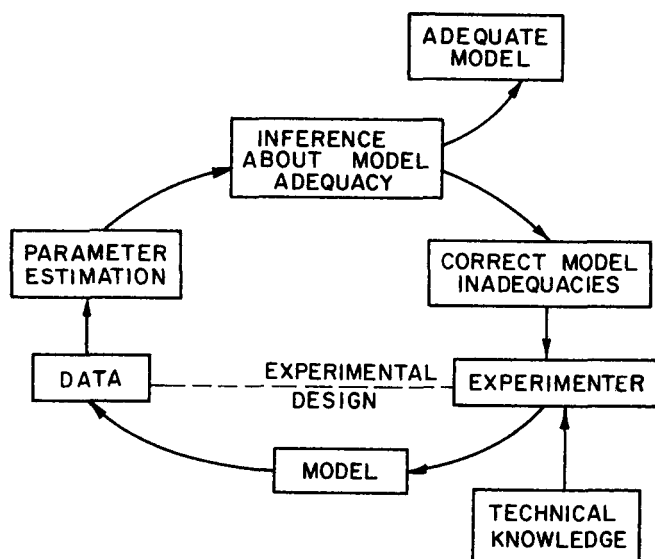 ADEQUATE
MODEL
INFERENCE
ABOUT MODEL
ADEQUACY
PARAMETER
ESTIMATION
CORRECT MODEL
INADEQUACIES
DATA
EXPERIMENTAL
DESIGN
EXPERIMENTER
MODEL
TECHNICAL
KNOWLEDGE